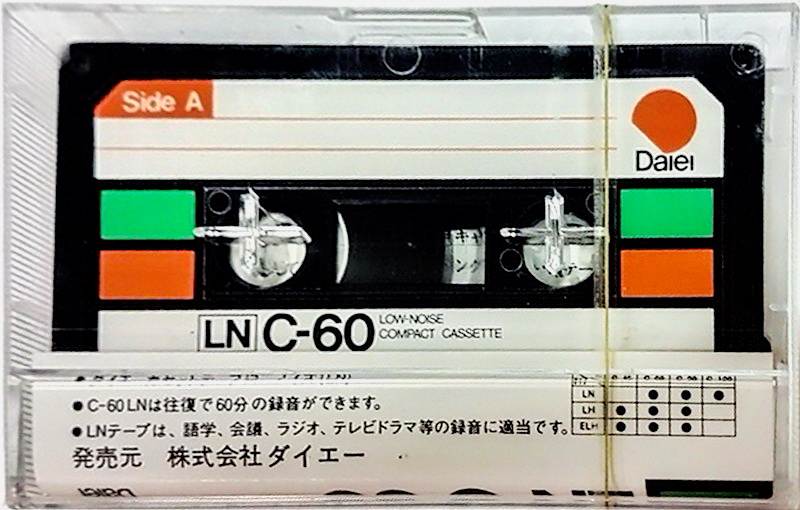 Side A
Daiei
LN C-60 LOW-NOISE
COMPACT CASSETTE
●C-60LNは往復で60分の録音ができます。
●LNテープは、語学、会議、ラジオ、テレビドラマ等の録音に適当です。
LN
LH
ELH
発売元 株式会社ダイエー